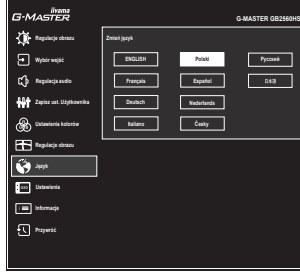 iiyama
G-MASTER
G-MASTER GB2560HS
Regulacje obrazu
Wybór wejść
Regulacja audio
Zapisz ust. Użytkownika
Ustawienia kolorów
Regulacje obrazu
Język
Ustawienia
Informacje
Przywróć
Zmień język
ENGLISH
Polski
Русский
Français
Español
日本語
Deutsch
Nederlands
Italiano
Česky